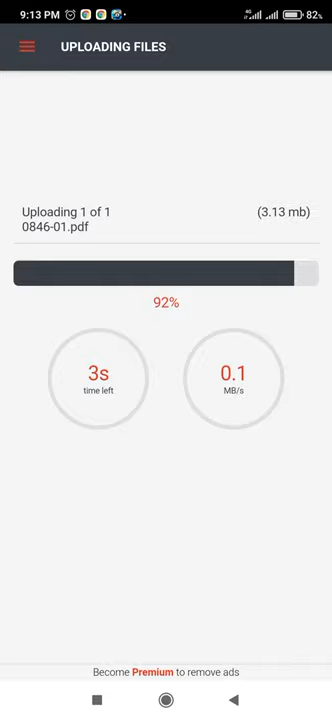 9:13 PM 4G 82%
UPLOADING FILES
Uploading 1 of 1 (3.13 mb)
0846-01.pdf
92%
3s 0.1
time left MB/s
Become Premium to remove ads